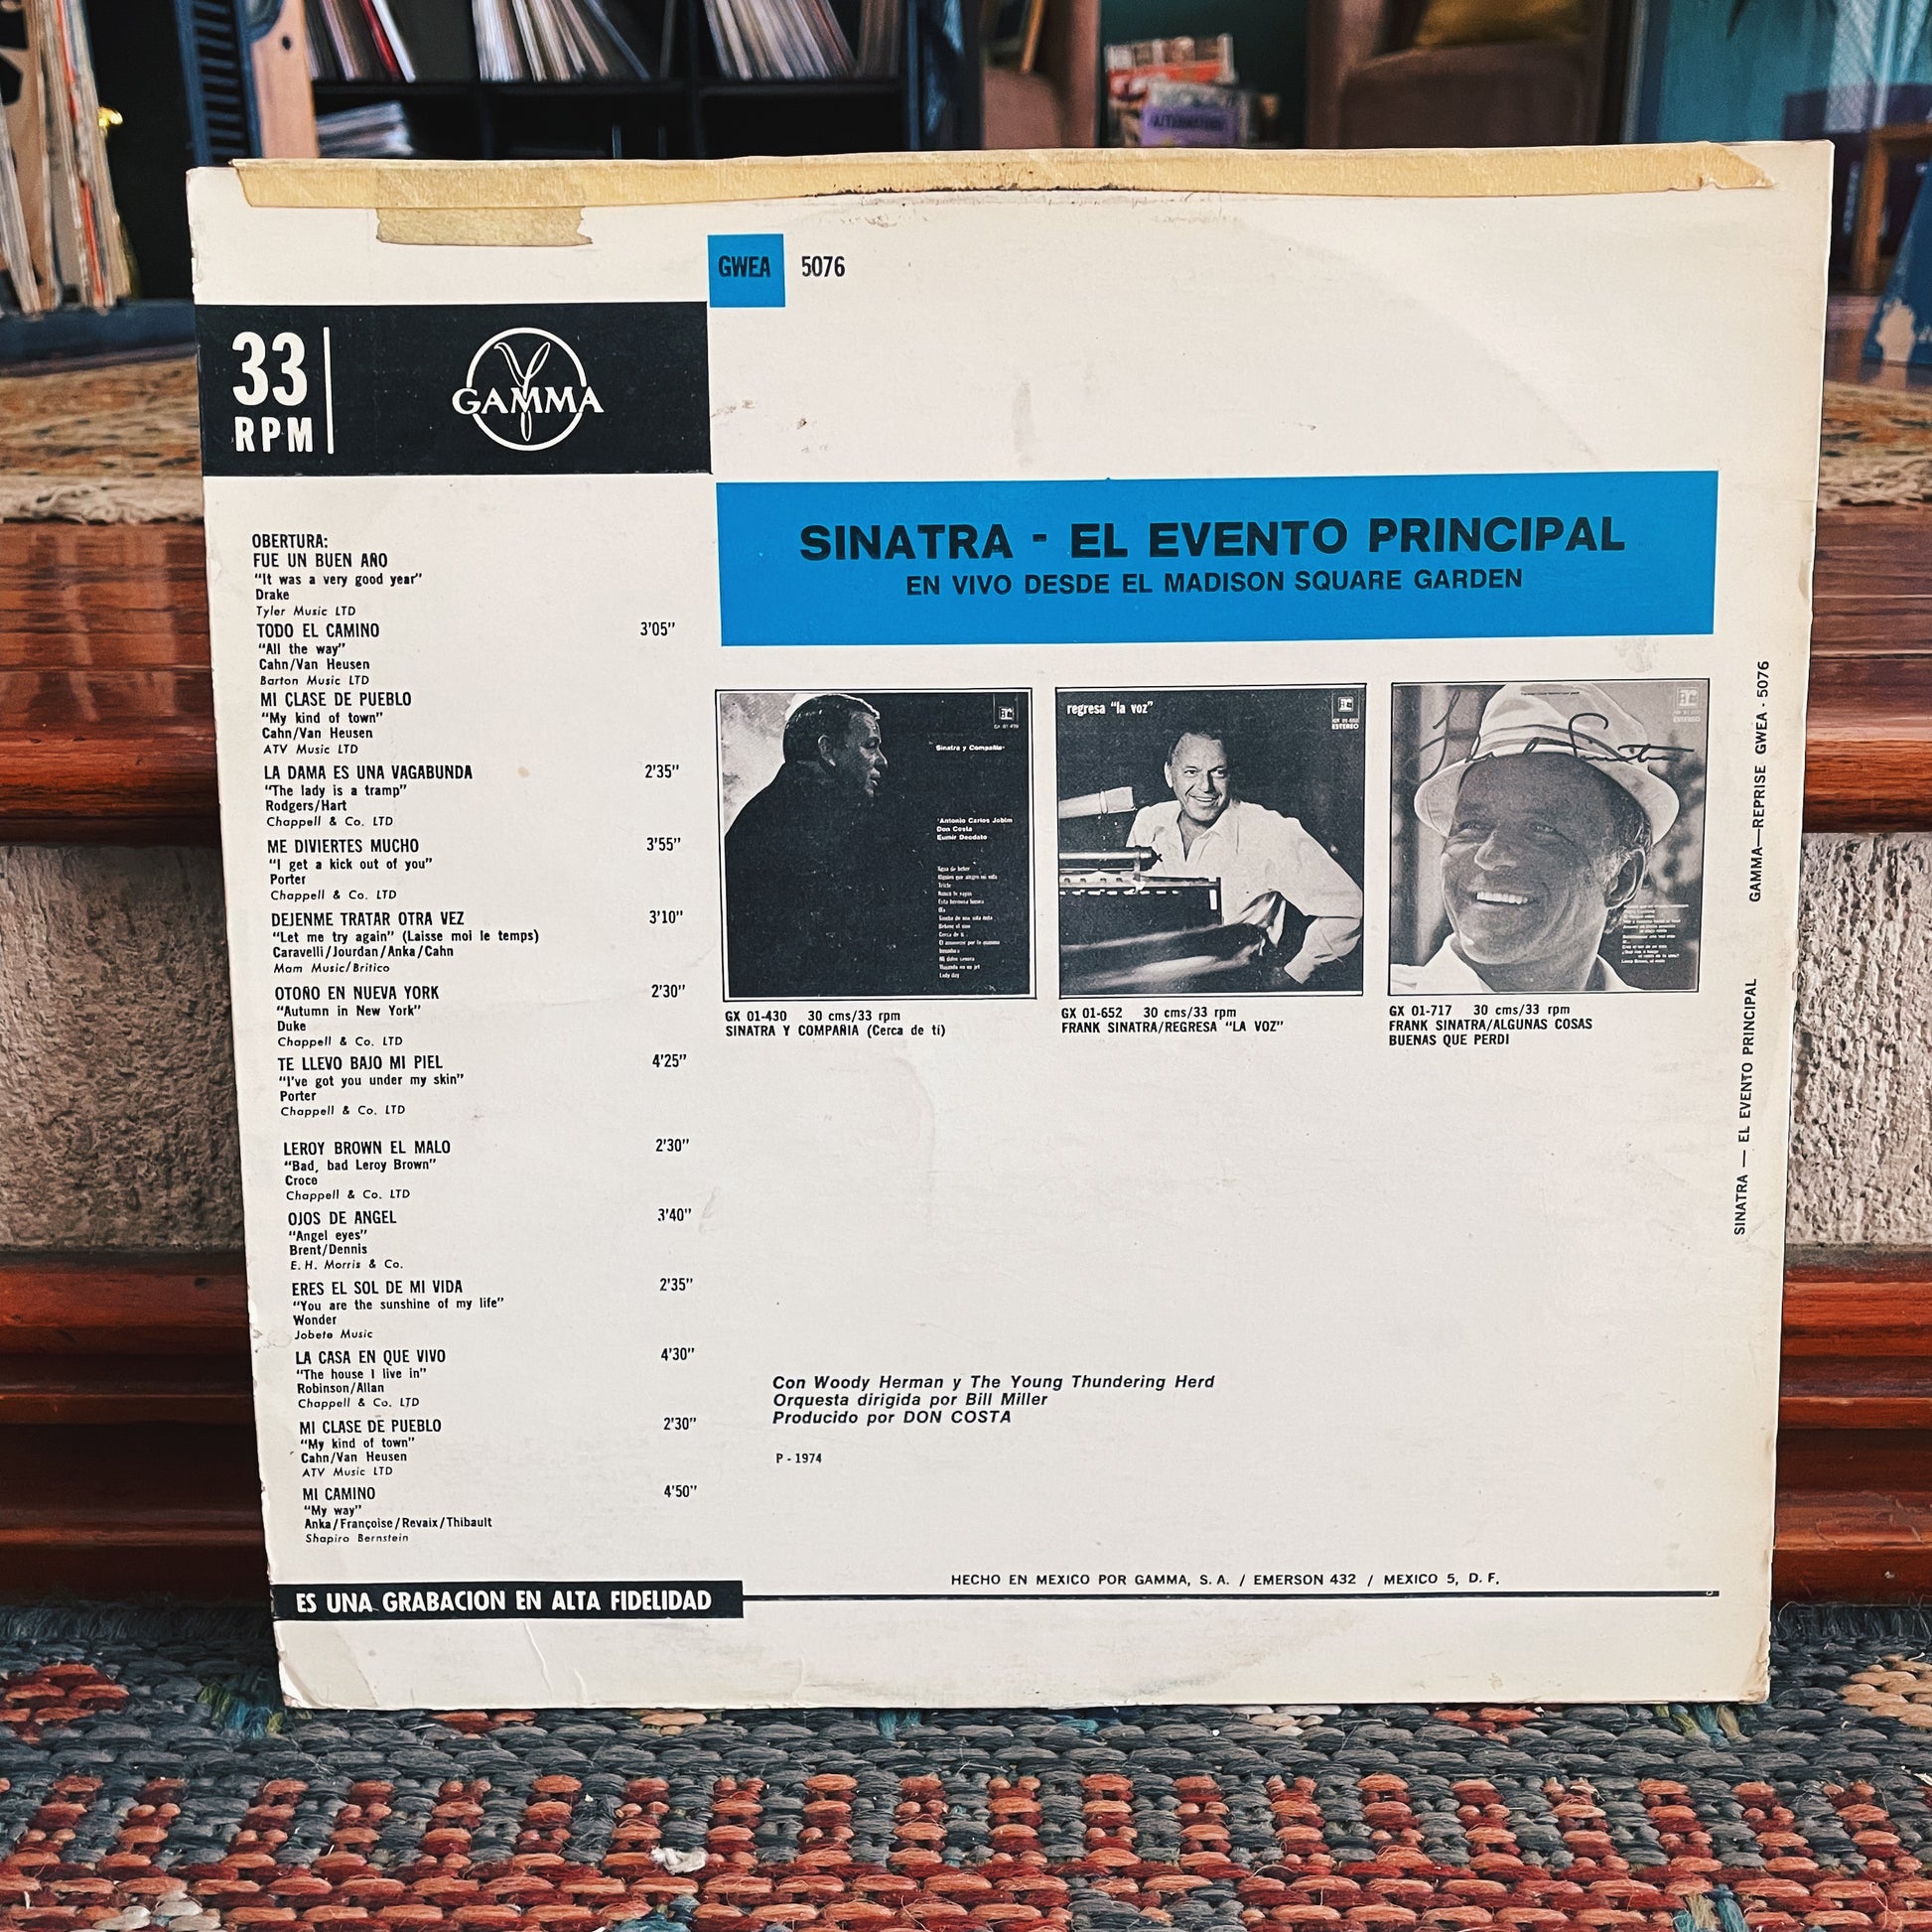 GWEA 5076
33
RPM
GAMMA
SINATRA - EL EVENTO PRINCIPAL
EN VIVO DESDE EL MADISON SQUARE GARDEN
OBERTURA:
FUE UN BUEN AÑO
"It was a very good year"
Drake
Tyler Music LTD
TODO EL CAMINO 3'05"
"All the way"
Cahn/Van Heusen
Barton Music LTD
MI CLASE DE PUEBLO
"My kind of town"
Cahn/Van Heusen
ATV Music LTD
LA DAMA ES UNA VAGABUNDA 2'35"
"The lady is a tramp"
Rodgers/Hart
Chappell & Co. LTD
ME DIVIERTES MUCHO 3'55"
"I get a kick out of you"
Porter
Chappell & Co. LTD
DEJENME TRATAR OTRA VEZ 3'10"
"Let me try again" (Laisse moi le temps)
Caravelli/Jourdan/Anka/Cahn
Mam Music/Britico
OTOÑO EN NUEVA YORK 2'30"
"Autumn in New York"
Duke
Chappell & Co. LTD
TE LLEVO BAJO MI PIEL 4'25"
"I've got you under my skin"
Porter
Chappell & Co. LTD
LEROY BROWN EL MALO 2'30"
"Bad, bad Leroy Brown"
Croce
Chappell & Co. LTD
OJOS DE ANGEL 3'40"
"Angel eyes"
Brent/Dennis
E. H. Morris & Co.
ERES EL SOL DE MI VIDA 2'35"
"You are the sunshine of my life"
Wonder
Jobete Music
LA CASA EN QUE VIVO 4'30"
"The house I live in"
Robinson/Allan
Chappell & Co. LTD
MI CLASE DE PUEBLO 2'30"
"My kind of town"
Cahn/Van Heusen
ATV Music LTD
MI CAMINO 4'50"
"My way"
Anka/Françoise/Revaix/Thibault
Shapiro Bernstein
Sinatra y Compañía
Antonio Carlos Jobim
Don Costa
Eumir Deodato
GX 01-430 30 cms/33 rpm
SINATRA Y COMPAÑIA (Cerca de ti)
regresa "la voz"
ESTEREO
GX 01-652 30 cms/33 rpm
FRANK SINATRA/REGRESA "LA VOZ"
Frank Sinatra
ESTEREO
GX 01-717 30 cms/33 rpm
FRANK SINATRA/ALGUNAS COSAS
BUENAS QUE PERDI
Con Woody Herman y The Young Thundering Herd
Orquesta dirigida por Bill Miller
Producido por DON COSTA
P - 1974
HECHO EN MEXICO POR GAMMA, S. A. / EMERSON 432 / MEXICO 5, D. F.
ES UNA GRABACION EN ALTA FIDELIDAD
SINATRA — EL EVENTO PRINCIPAL GAMMA—REPRISE GWEA - 5076